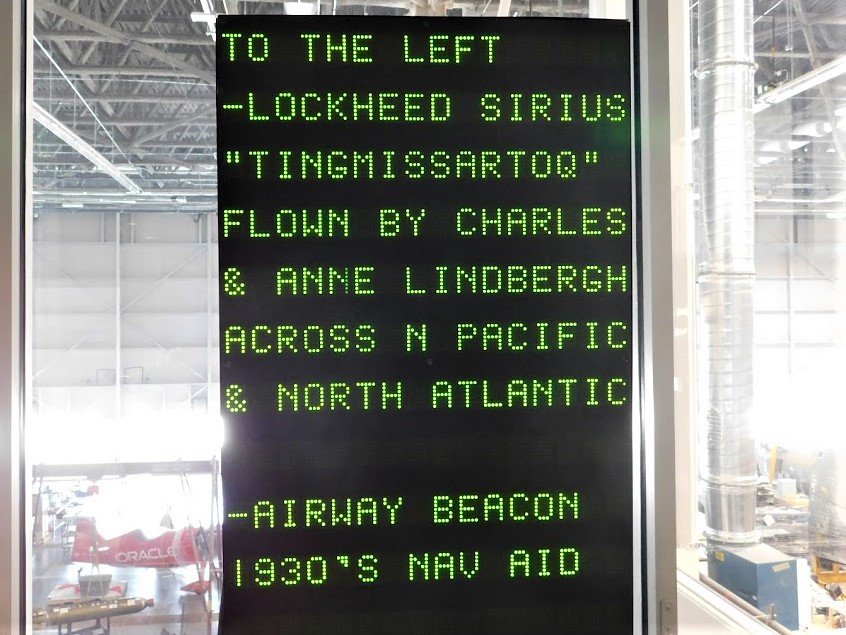 TO THE LEFT
-LOCKHEED SIRIUS
"TINGMISSARTOQ"
FLOWN BY CHARLES
& ANNE LINDBERGH
ACROSS N PACIFIC
& NORTH ATLANTIC
-AIRWAY BEACON
1930'S NAV AID
ORACLE